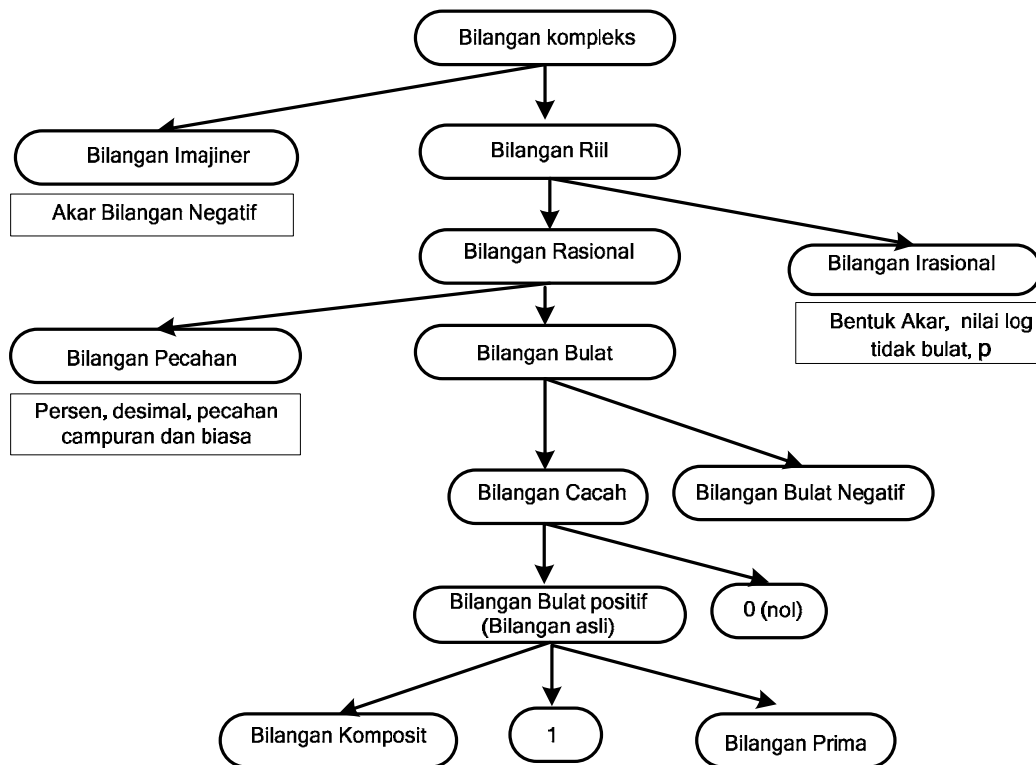 Bilangan kompleks
Bilangan Imajiner
Akar Bilangan Negatif
Bilangan Riil
Bilangan Rasional
Bilangan Irasional
Bentuk Akar, nilai log
tidak bulat, p
Bilangan Pecahan
Persen, desimal, pecahan
campuran dan biasa
Bilangan Bulat
Bilangan Cacah
Bilangan Bulat Negatif
Bilangan Bulat positif
(Bilangan asli)
0 (nol)
Bilangan Komposit
1
Bilangan Prima